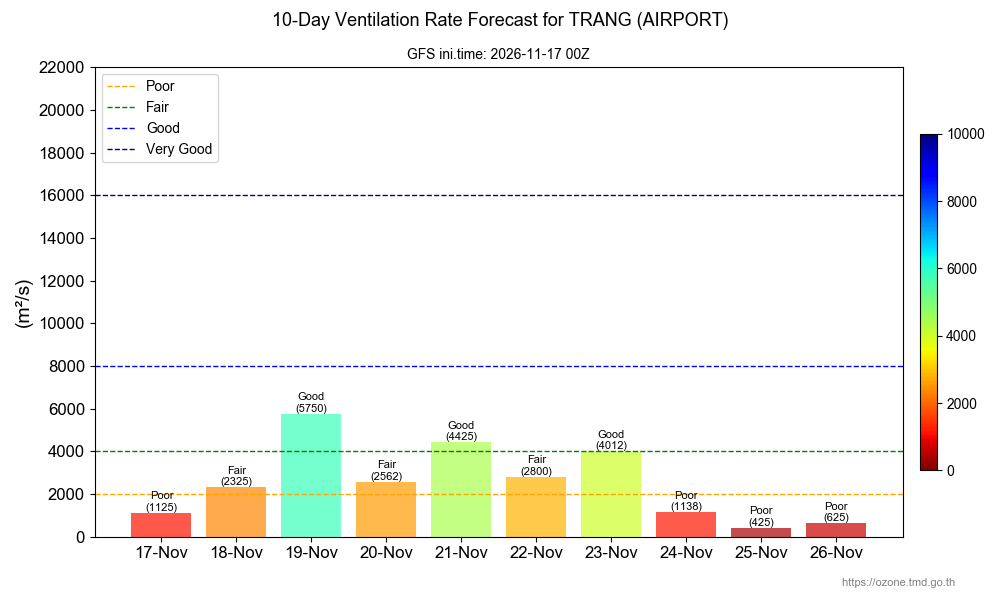 10-Day Ventilation Rate Forecast for TRANG (AIRPORT)
GFS ini.time: 2026-11-17 00Z
22000
20000
18000
16000
14000
12000
10000
8000
6000
4000
2000
0
(m²/s)
Poor
Fair
Good
Very Good
Poor
(1125)
Fair
(2325)
Good
(5750)
Fair
(2562)
Good
(4425)
Fair
(2800)
Good
(4012)
Poor
(1138)
Poor
(425)
Poor
(625)
17-Nov 18-Nov 19-Nov 20-Nov 21-Nov 22-Nov 23-Nov 24-Nov 25-Nov 26-Nov
10000
8000
6000
4000
2000
0
https://ozone.tmd.go.th